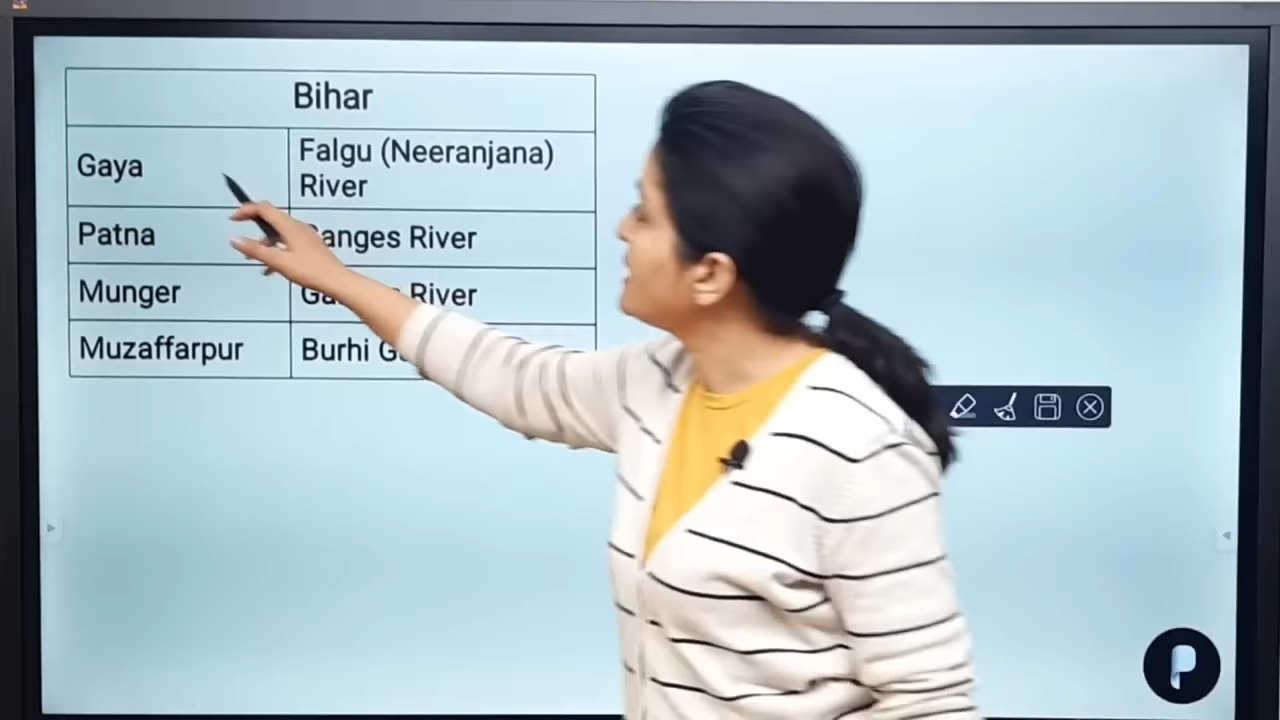 Bihar
Gaya
Falgu (Neeranjana)
River
Patna
River
Munger
River
Muzaffarpur
Burhi